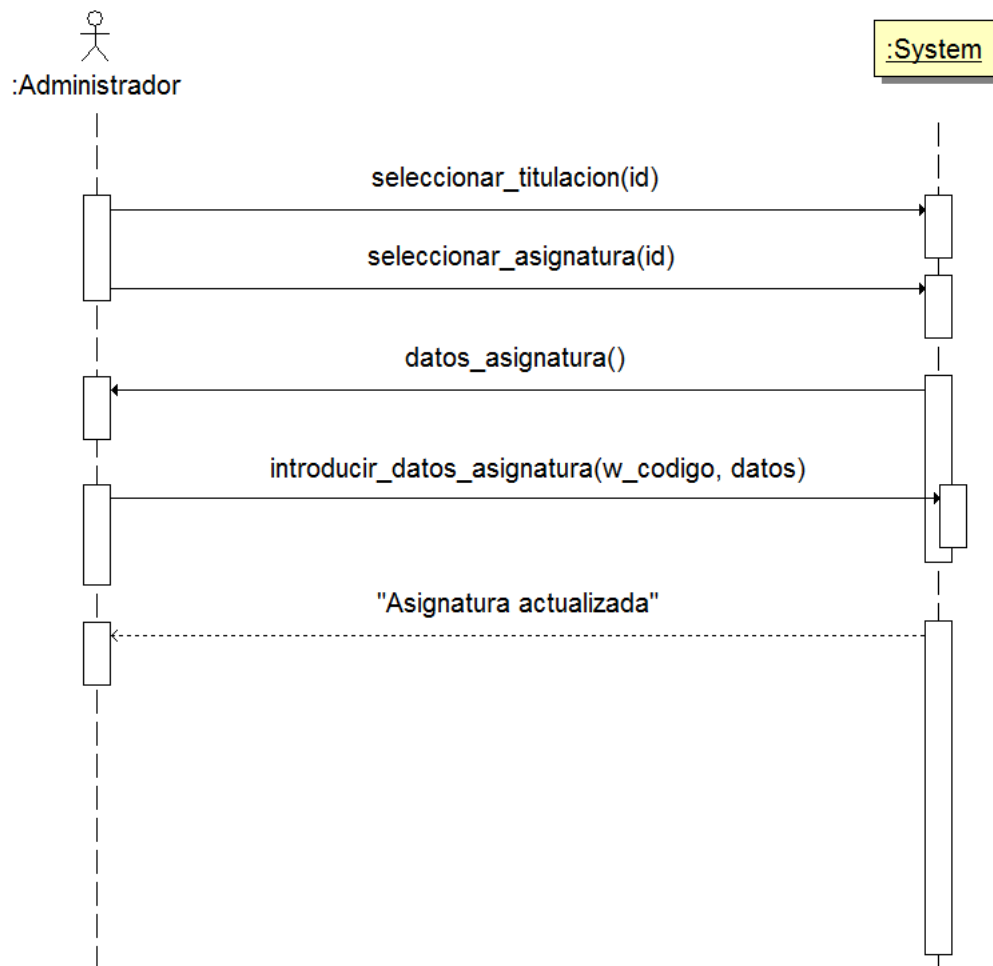 :Administrador
:System
seleccionar_titulacion(id)
seleccionar_asignatura(id)
datos_asignatura()
introducir_datos_asignatura(w_codigo, datos)
"Asignatura actualizada"